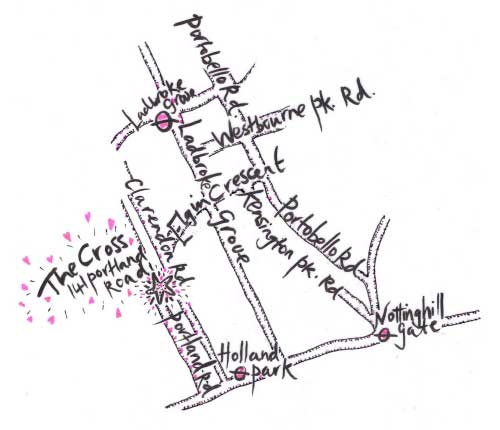 Portobello Rd
Ladbroke
grove
Westbourne pk. Rd.
Ladbroke
Grove
Elgin Crescent
Clarendon Rd
Kensington pk. Rd
Portobello Rd
The Cross
141 portland
Road
portland Rd
Holland
park
Nottinghill
gate